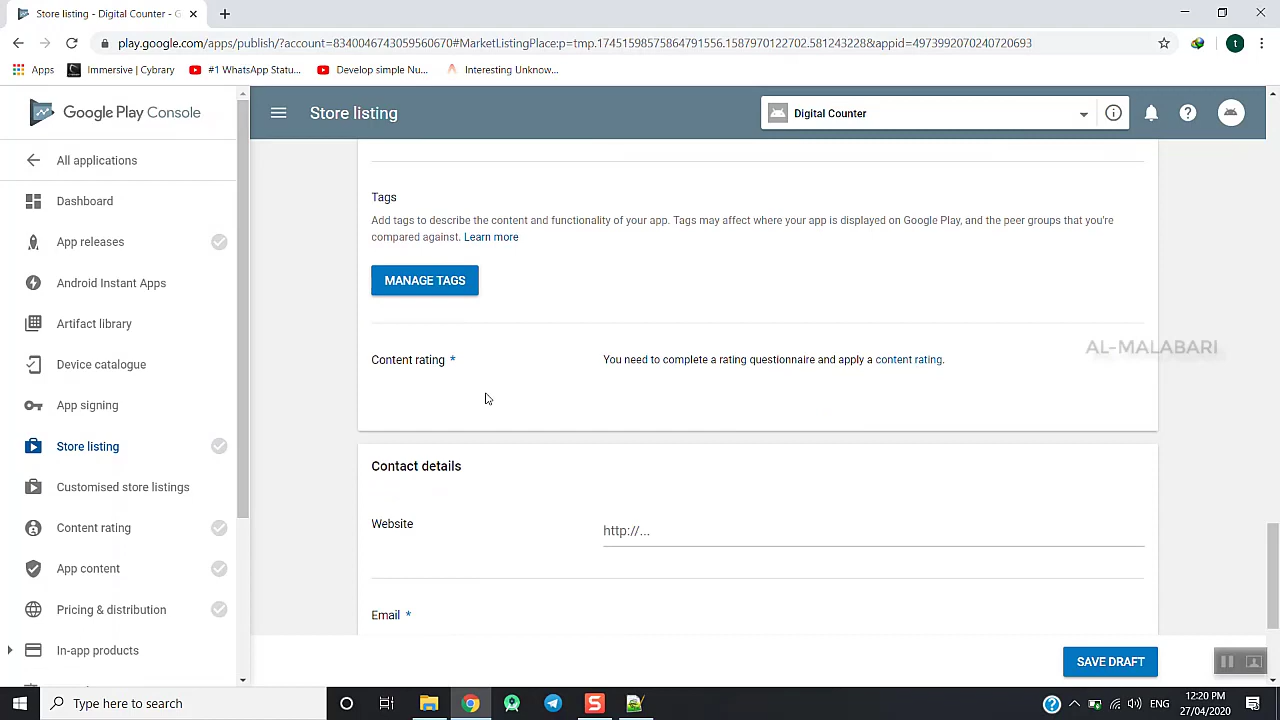 Store listing - Digital Counter - G
play.google.com/apps/publish/?account=8340046743059560670#MarketListingPlace:p=tmp.17451598575864791556.1587970122702.581243228&appid=4973992070240720693
Apps
Immersive | Cybrary
#1 WhatsApp Statu...
Develop simple Nu...
Interesting Unknow...
t
Google Play Console
Store listing
Digital Counter
All applications
Dashboard
App releases
Android Instant Apps
Artifact library
Device catalogue
App signing
Store listing
Customised store listings
Content rating
App content
Pricing & distribution
In-app products
Tags
Add tags to describe the content and functionality of your app. Tags may affect where your app is displayed on Google Play, and the peer groups that you're
compared against. Learn more
MANAGE TAGS
Content rating *
You need to complete a rating questionnaire and apply a content rating.
AL-MALABARI
Contact details
Website
http://...
Email *
SAVE DRAFT
Type here to search
S
ENG
12:20 PM
27/04/2020